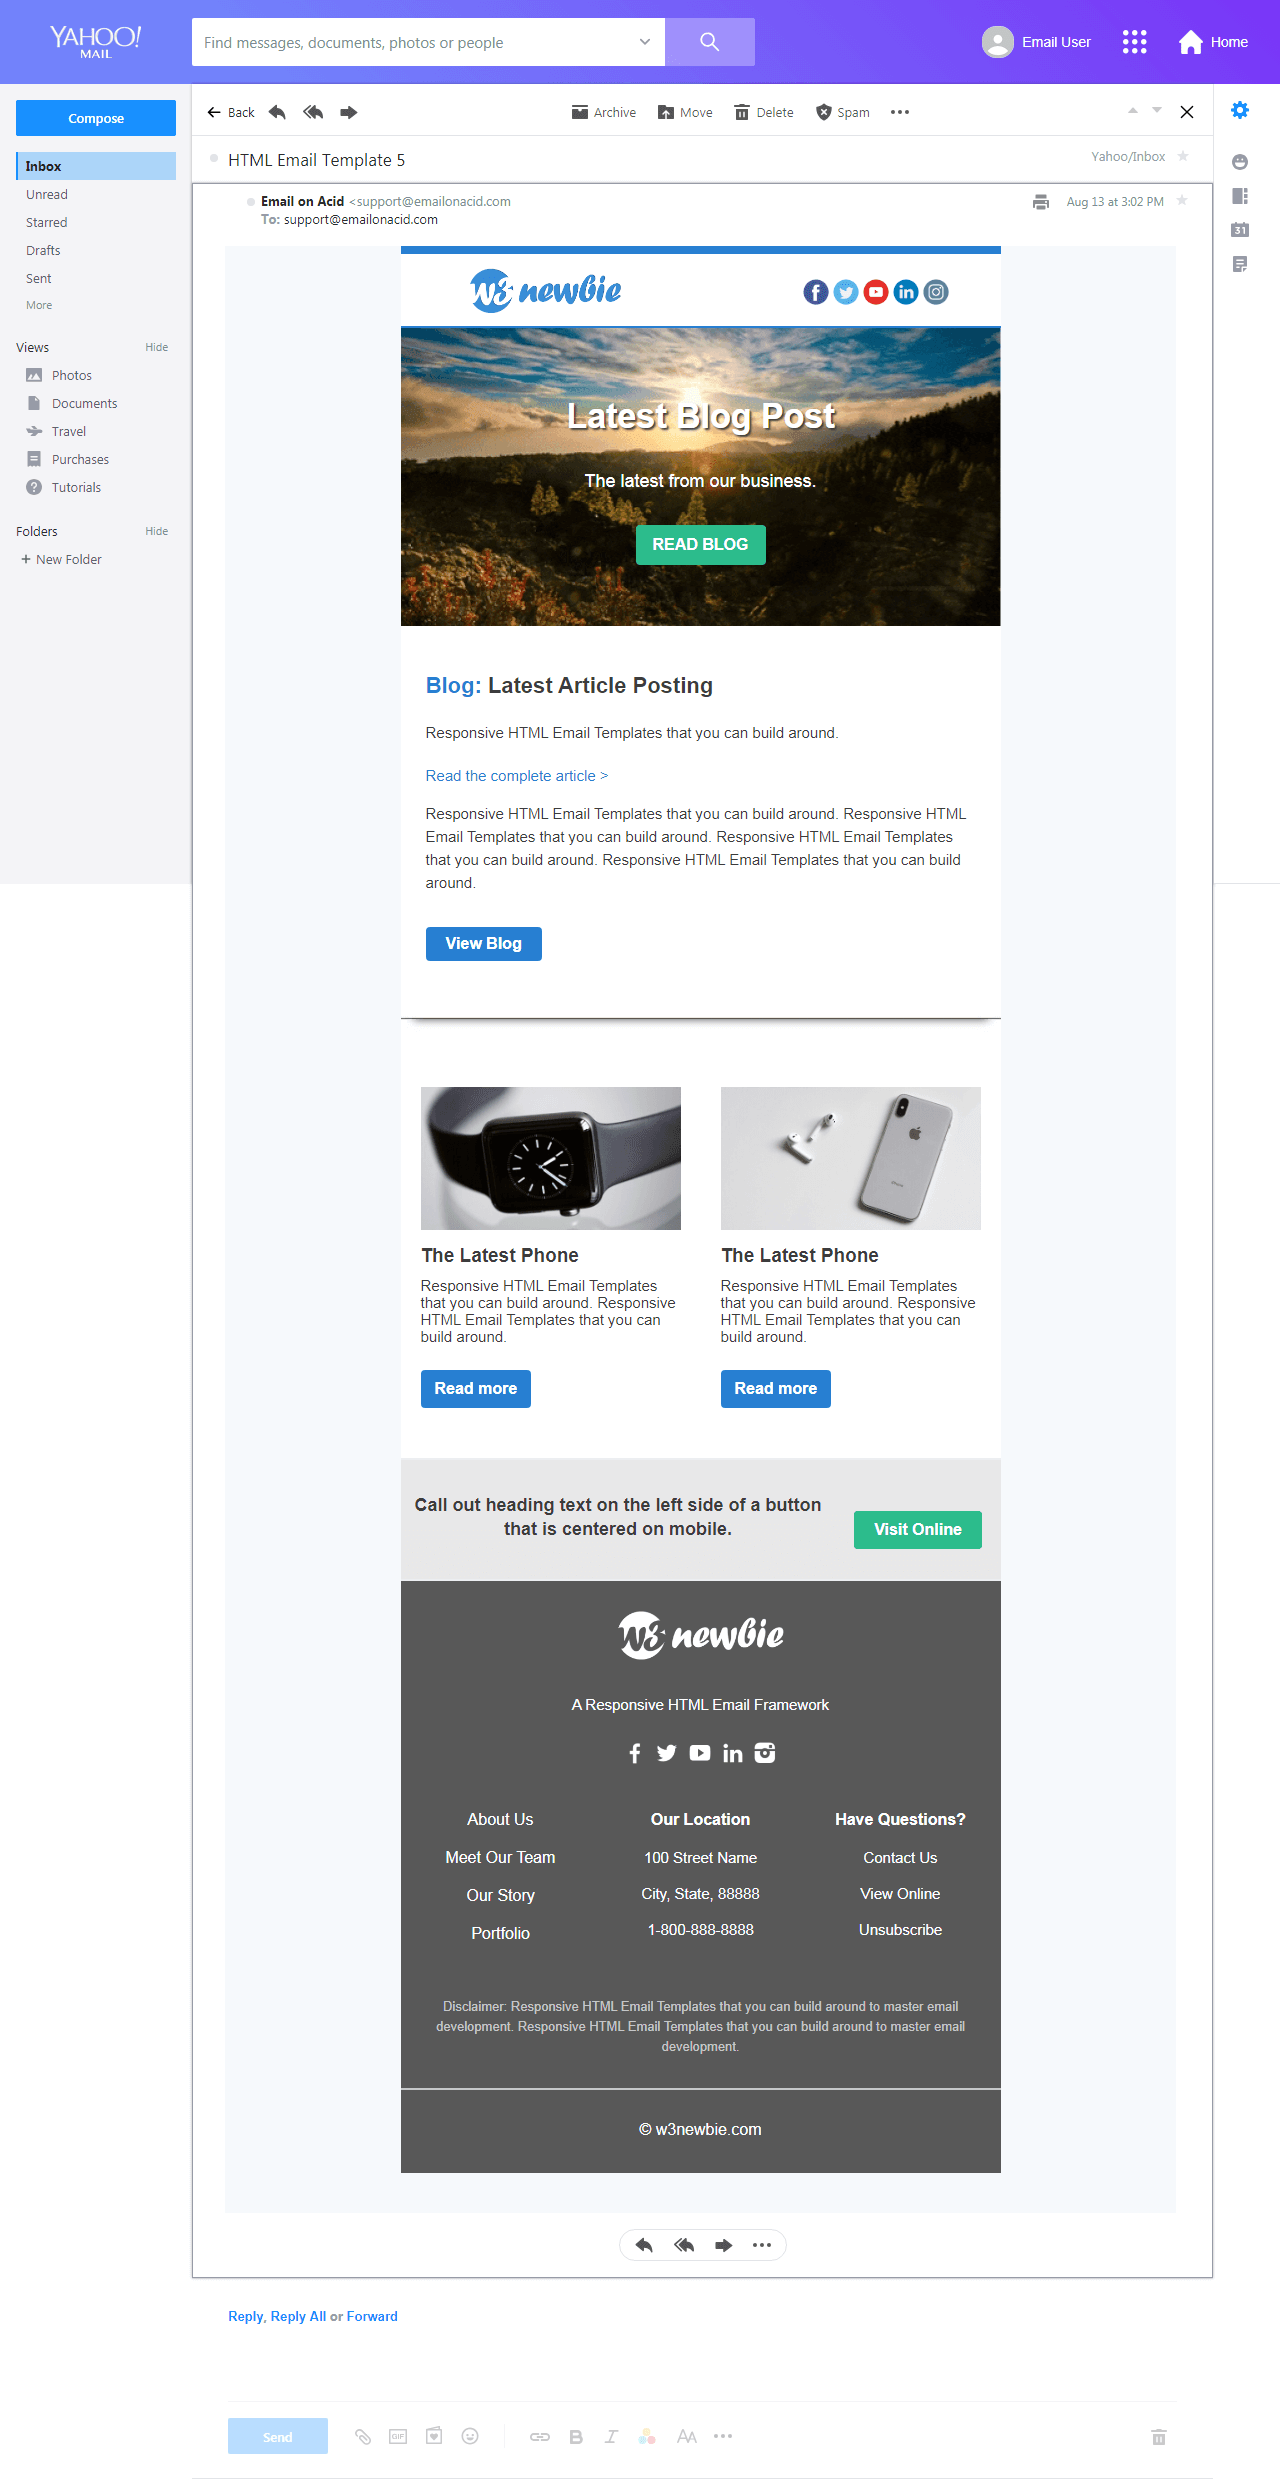 YAHOO!
MAIL
Find messages, documents, photos or people
Email User
Home
Compose
Back
Archive
Move
Delete
Spam
Inbox
Unread
Starred
Drafts
Sent
More
Views
Hide
Photos
Documents
Travel
Purchases
Tutorials
Folders
Hide
+ New Folder
HTML Email Template 5
Yahoo/Inbox
Email on Acid <support@emailonacid.com
Aug 13 at 3:02 PM
To: support@emailonacid.com
31
w3 newbie
Latest Blog Post
The latest from our business.
READ BLOG
Blog: Latest Article Posting
Responsive HTML Email Templates that you can build around.
Read the complete article >
Responsive HTML Email Templates that you can build around. Responsive HTML
Email Templates that you can build around. Responsive HTML Email Templates
that you can build around. Responsive HTML Email Templates that you can build
around.
View Blog
iPhone
The Latest Phone
Responsive HTML Email Templates
that you can build around. Responsive
HTML Email Templates that you can
build around.
Read more
The Latest Phone
Responsive HTML Email Templates
that you can build around. Responsive
HTML Email Templates that you can
build around.
Read more
Call out heading text on the left side of a button
that is centered on mobile.
Visit Online
w3 newbie
A Responsive HTML Email Framework
About Us
Meet Our Team
Our Story
Portfolio
Our Location
100 Street Name
City, State, 88888
1-800-888-8888
Have Questions?
Contact Us
View Online
Unsubscribe
Disclaimer: Responsive HTML Email Templates that you can build around to master email
development. Responsive HTML Email Templates that you can build around to master email
development.
© w3newbie.com
Reply, Reply All or Forward
Send
GIF
B
I
AA